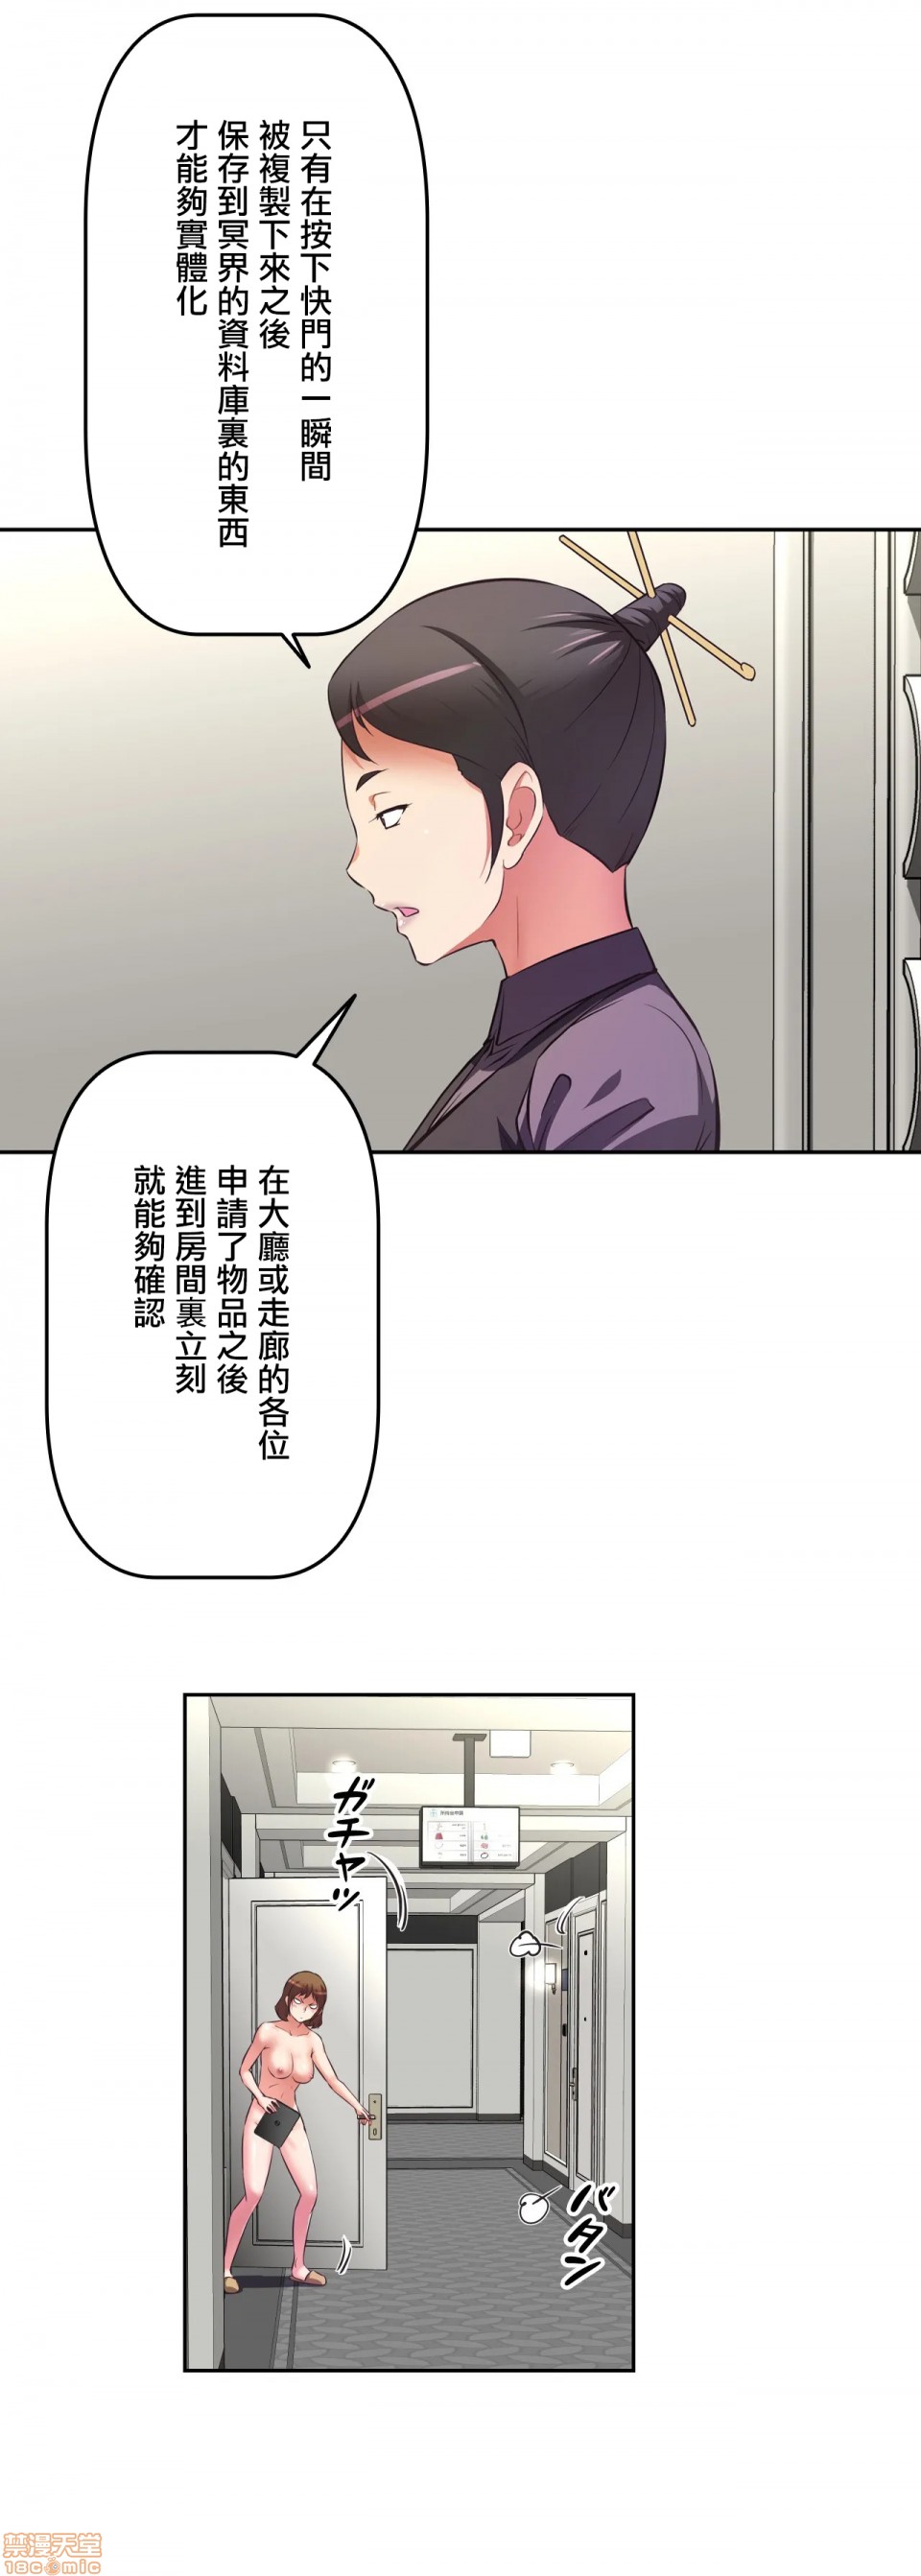 只有在按下快門的一瞬間
被複製下來之後
保存到冥界的資料庫裏的東西
才能夠實體化
在大廳或走廊的各位
申請了物品之後
進到房間裏立刻
就能夠確認
ガチャッ
バタン
禁漫天堂
18comic